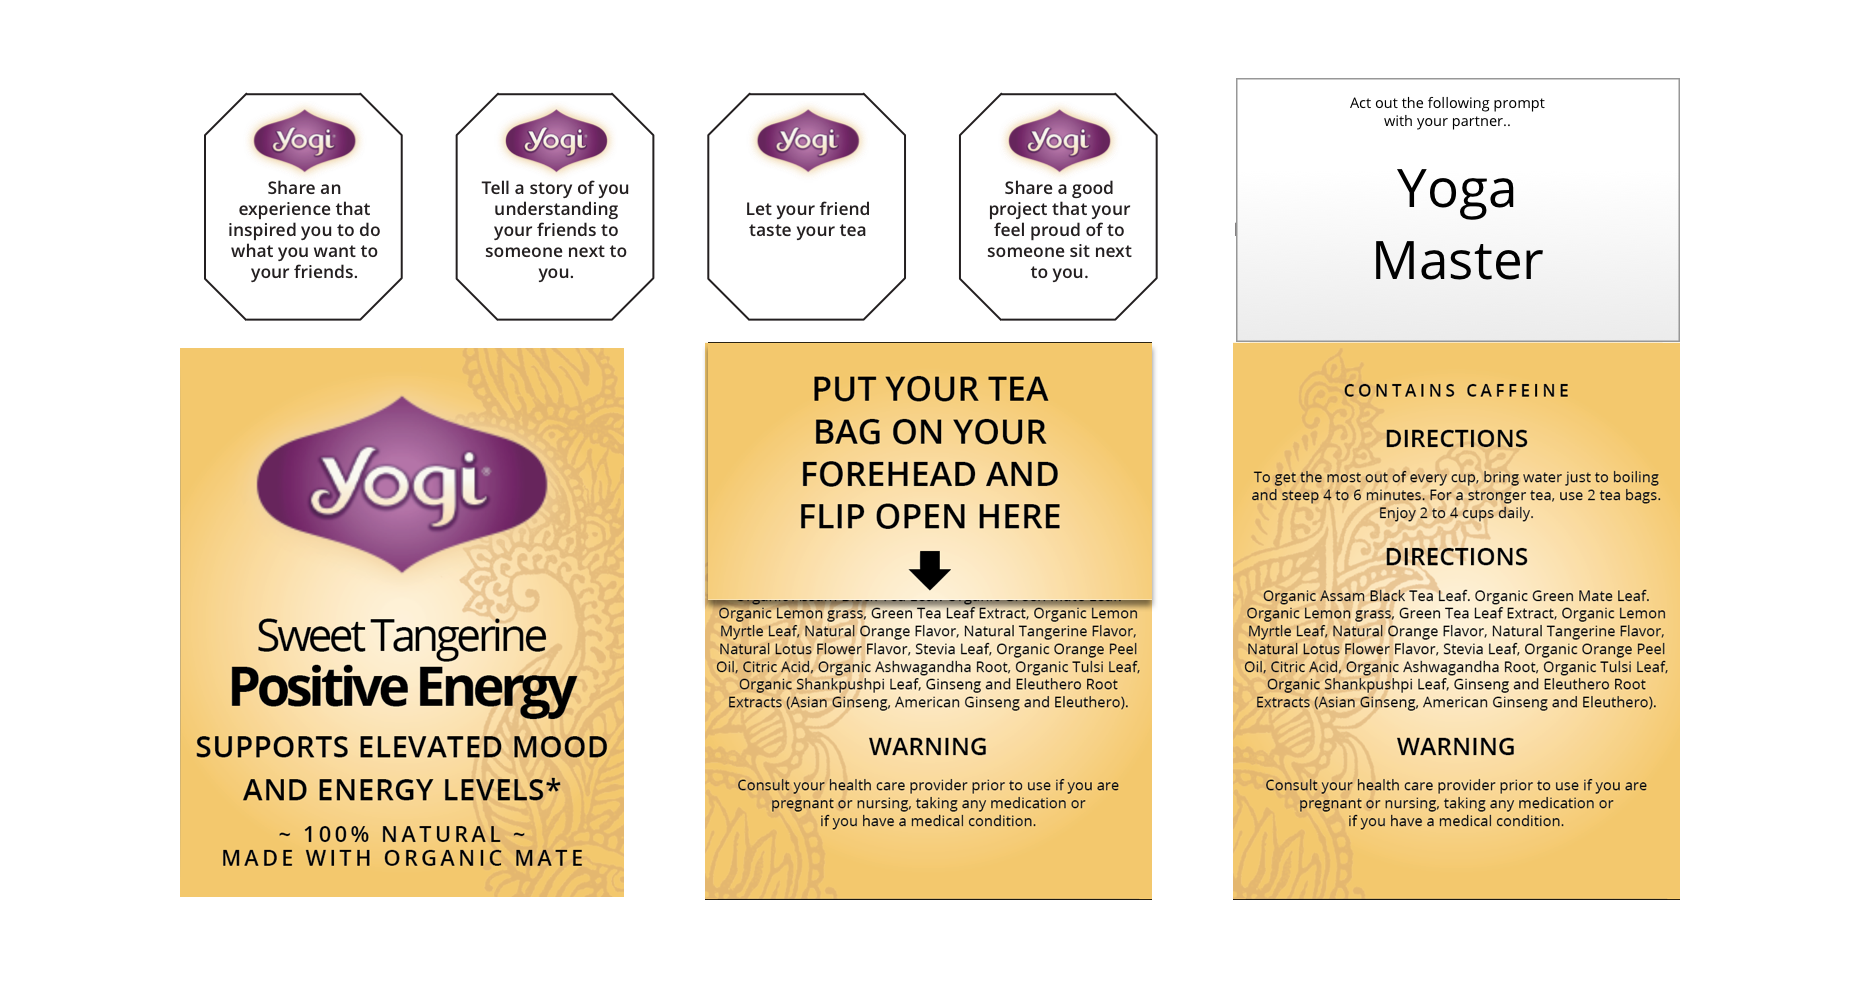 yogi
Share an
experience that
inspired you to do
what you want to
your friends.
yogi
Tell a story of you
understanding
your friends to
someone next to
you.
yogi
Let your friend
taste your tea
yogi
Share a good
project that your
feel proud of to
someone sit next
to you.
Act out the following prompt
with your partner..
Yoga
Master
yogi®
Sweet Tangerine
Positive Energy
SUPPORTS ELEVATED MOOD
AND ENERGY LEVELS*
~ 100% NATURAL ~
MADE WITH ORGANIC MATE
PUT YOUR TEA
BAG ON YOUR
FOREHEAD AND
FLIP OPEN HERE
Organic Assam Black Tea Leaf. Organic Green Mate Leaf.
Organic Lemon grass, Green Tea Leaf Extract, Organic Lemon
Myrtle Leaf, Natural Orange Flavor, Natural Tangerine Flavor,
Natural Lotus Flower Flavor, Stevia Leaf, Organic Orange Peel
Oil, Citric Acid, Organic Ashwagandha Root, Organic Tulsi Leaf,
Organic Shankpushpi Leaf, Ginseng and Eleuthero Root
Extracts (Asian Ginseng, American Ginseng and Eleuthero).
WARNING
Consult your health care provider prior to use if you are
pregnant or nursing, taking any medication or
if you have a medical condition.
CONTAINS CAFFEINE
DIRECTIONS
To get the most out of every cup, bring water just to boiling
and steep 4 to 6 minutes. For a stronger tea, use 2 tea bags.
Enjoy 2 to 4 cups daily.
DIRECTIONS
Organic Assam Black Tea Leaf. Organic Green Mate Leaf.
Organic Lemon grass, Green Tea Leaf Extract, Organic Lemon
Myrtle Leaf, Natural Orange Flavor, Natural Tangerine Flavor,
Natural Lotus Flower Flavor, Stevia Leaf, Organic Orange Peel
Oil, Citric Acid, Organic Ashwagandha Root, Organic Tulsi Leaf,
Organic Shankpushpi Leaf, Ginseng and Eleuthero Root
Extracts (Asian Ginseng, American Ginseng and Eleuthero).
WARNING
Consult your health care provider prior to use if you are
pregnant or nursing, taking any medication or
if you have a medical condition.